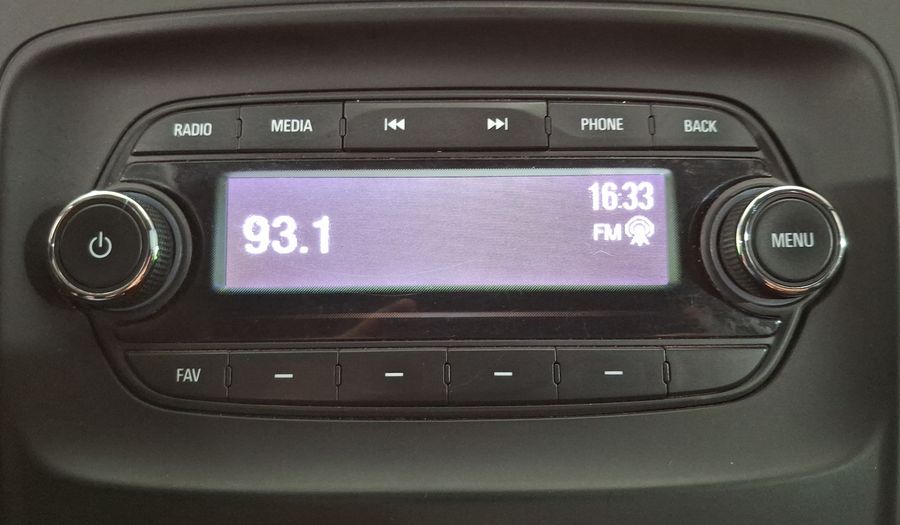 RADIO MEDIA PHONE BACK
16:33
93.1 FM
MENU
FAV